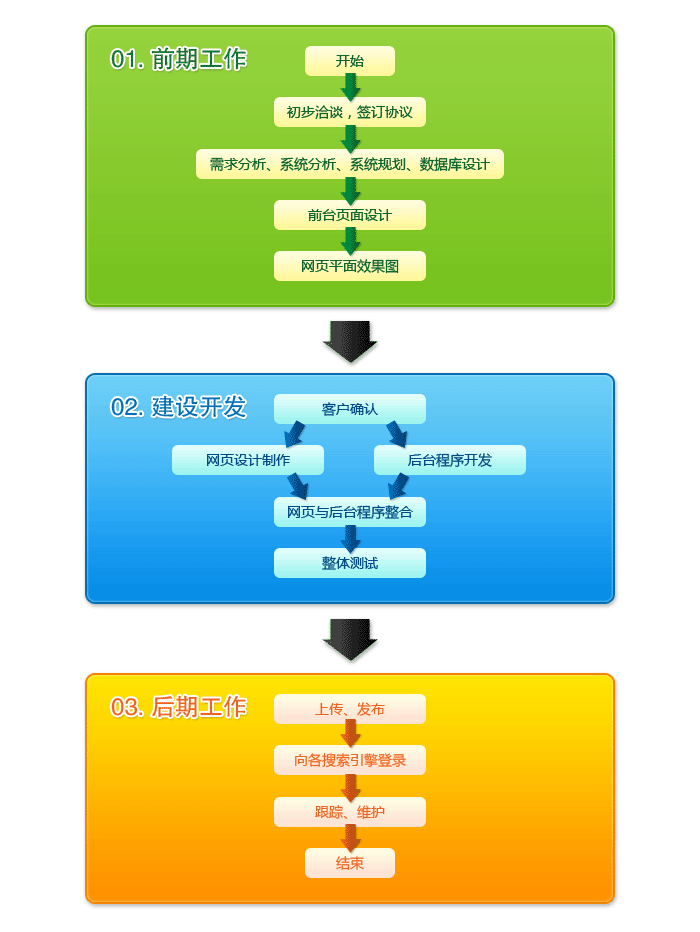 01. 前期工作
开始
初步洽谈，签订协议
需求分析、系统分析、系统规划、数据库设计
前台页面设计
网页平面效果图
02. 建设开发
客户确认
网页设计制作
后台程序开发
网页与后台程序整合
整体测试
03. 后期工作
上传、发布
向各搜索引擎登录
跟踪、维护
结束